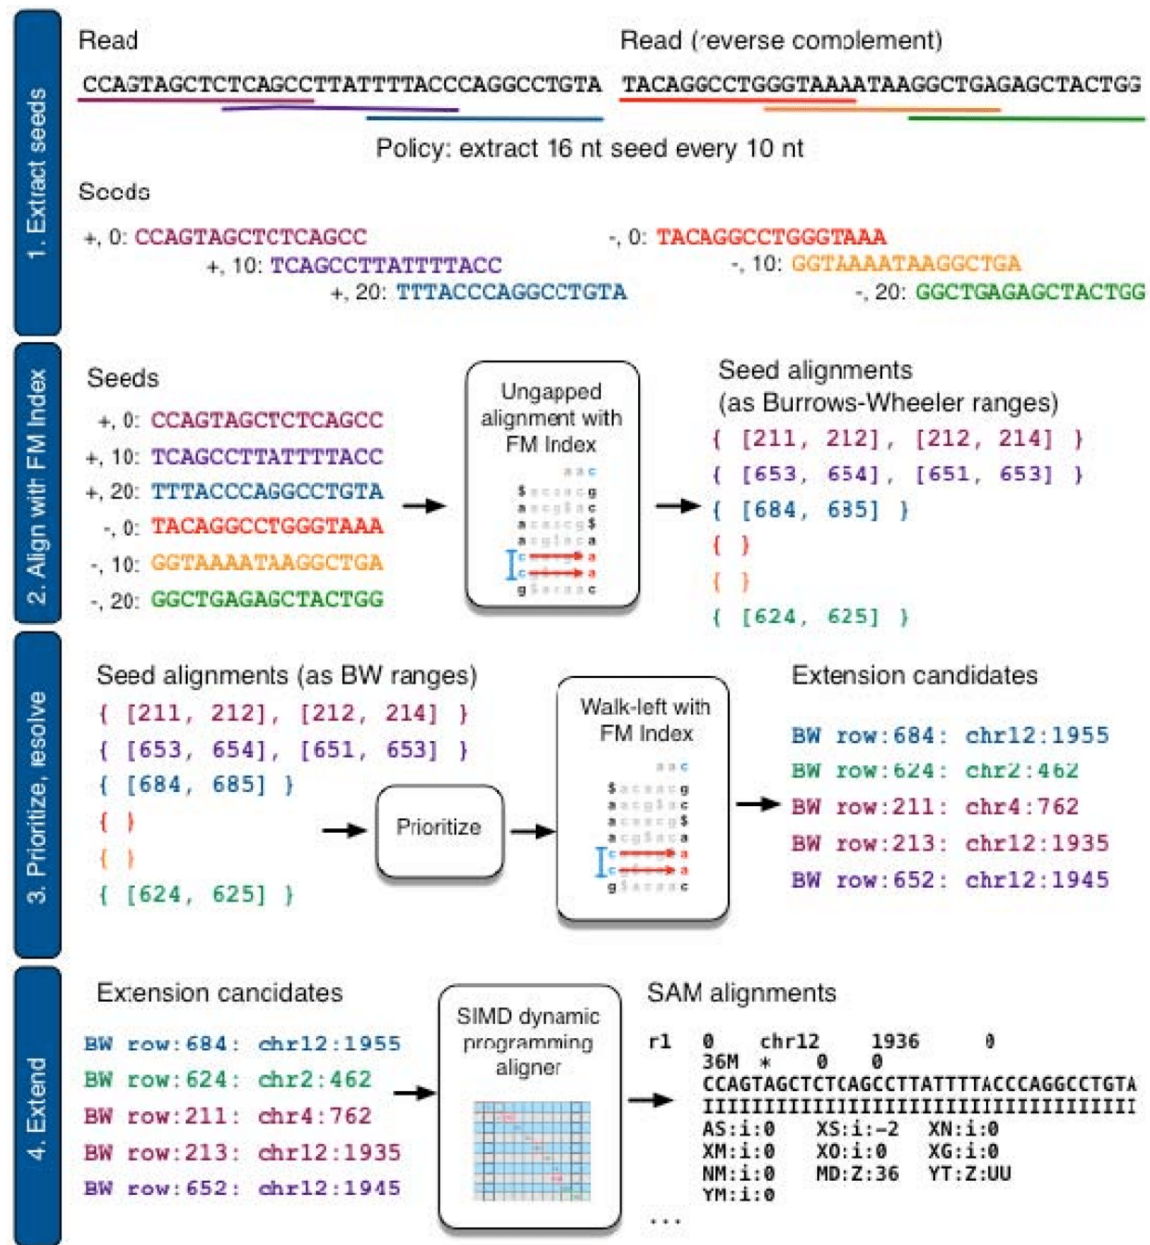 1. Extract seeds
Read
Read (reverse complement)
CCAGTAGCTCTCAGCCTTATTTTACCCAGGCCTGTA
TACAGGCCTGGGTAAAATAAGGCTGAGAGCTACTGG
Policy: extract 16 nt seed every 10 nt
Seeds
+, 0: CCAGTAGCTCTCAGCC
+, 10: TCAGCCTTATTTTACC
+, 20: TTTACCCAGGCCTGTA
-, 0: TACAGGCCTGGGTAAA
-, 10: GGTAAAATAAGGCTGA
-, 20: GGCTGAGAGCTACTGG
2. Align with FM Index
Seeds
+, 0: CCAGTAGCTCTCAGCC
+, 10: TCAGCCTTATTTTACC
+, 20: TTTACCCAGGCCTGTA
-, 0: TACAGGCCTGGGTAAA
-, 10: GGTAAAATAAGGCTGA
-, 20: GGCTGAGAGCTACTGG
Ungapped
alignment with
FM Index
a a c
$ a c a a c g
a a c g $ a c
a c a a c g $
a c g $ a c a
g $ a c a a c
Seed alignments
(as Burrows-Wheeler ranges)
{ [211, 212], [212, 214] }
{ [653, 654], [651, 653] }
{ [684, 685] }
{ }
{ }
{ [624, 625] }
3. Prioritize, resolve
Seed alignments (as BW ranges)
{ [211, 212], [212, 214] }
{ [653, 654], [651, 653] }
{ [684, 685] }
{ }
{ }
{ [624, 625] }
Prioritize
Walk-left with
FM Index
a a c
$ a c a a c g
a a c g $ a c
a c a a c g $
a c g $ a c a
g $ a c a a c
Extension candidates
BW row:684: chr12:1955
BW row:624: chr2:462
BW row:211: chr4:762
BW row:213: chr12:1935
BW row:652: chr12:1945
4. Extend
Extension candidates
BW row:684: chr12:1955
BW row:624: chr2:462
BW row:211: chr4:762
BW row:213: chr12:1935
BW row:652: chr12:1945
SIMD dynamic
programming
aligner
SAM alignments
r1 0 chr12 1936 0
36M * 0 0
CCAGTAGCTCTCAGCCTTATTTTACCCAGGCCTGTA
IIIIIIIIIIIIIIIIIIIIIIIIIIIIIIIIIIII
AS:i:0 XS:i:-2 XN:i:0
XM:i:0 XO:i:0 XG:i:0
NM:i:0 MD:Z:36 YT:Z:UU
YM:i:0
...